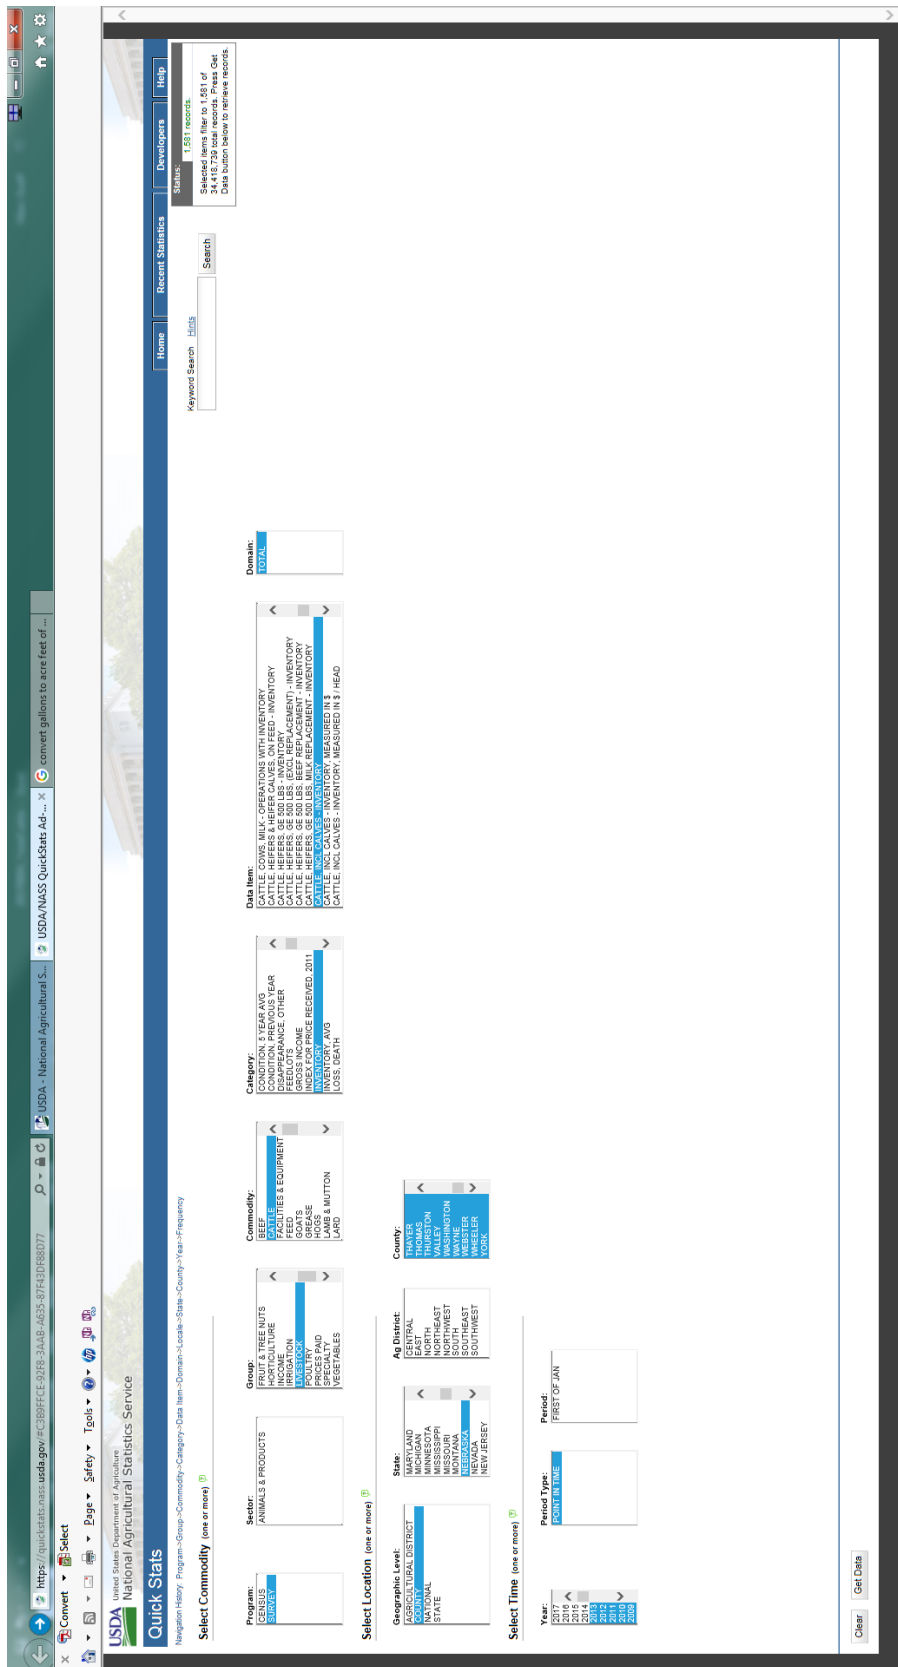 https://quickstats.nass.usda.gov/#C3B9FFCE-92F8-3AAB-A635-87F43DF88D77
USDA - National Agricultural S...
USDA/NASS QuickStats Ad-...
convert gallons to acre feet of ...
x Convert Select
Page Safety Tools
USDA United States Department of Agriculture
National Agricultural Statistics Service
Quick Stats
Home Recent Statistics Developers Help
Navigation History: Program->Group->Commodity->Category->Data Item->Domain->Locale->State->County->Year->Frequency
Status:
1,581 records.
Selected items filter to 1,581 of
34,418,739 total records. Press Get
Data button below to retrieve records.
Keyword Search Hints
Search
Select Commodity (one or more)
Program:
CENSUS
SURVEY
Sector:
ANIMALS & PRODUCTS
Group:
FRUIT & TREE NUTS
HORTICULTURE
INCOME
IRRIGATION
LIVESTOCK
POULTRY
PRICES PAID
SPECIALTY
VEGETABLES
Commodity:
BEEF
CATTLE
FACILITIES & EQUIPMENT
FEED
GOATS
GREASE
HOGS
LAMB & MUTTON
LARD
Category:
CONDITION, 5 YEAR AVG
CONDITION, PREVIOUS YEAR
DISAPPEARANCE, OTHER
FEEDLOTS
GROSS INCOME
INDEX FOR PRICE RECEIVED, 2011
INVENTORY
INVENTORY, AVG
LOSS, DEATH
Data Item:
CATTLE, COWS, MILK - OPERATIONS WITH INVENTORY
CATTLE, HEIFERS & HEIFER CALVES, ON FEED - INVENTORY
CATTLE, HEIFERS, GE 500 LBS - INVENTORY
CATTLE, HEIFERS, GE 500 LBS, (EXCL REPLACEMENT) - INVENTORY
CATTLE, HEIFERS, GE 500 LBS, BEEF REPLACEMENT - INVENTORY
CATTLE, HEIFERS, GE 500 LBS, MILK REPLACEMENT - INVENTORY
CATTLE, INCL CALVES - INVENTORY
CATTLE, INCL CALVES - INVENTORY, MEASURED IN $
CATTLE, INCL CALVES - INVENTORY, MEASURED IN $ / HEAD
Domain:
TOTAL
Select Location (one or more)
Geographic Level:
AGRICULTURAL DISTRICT
COUNTY
NATIONAL
STATE
State:
MARYLAND
MICHIGAN
MINNESOTA
MISSISSIPPI
MISSOURI
MONTANA
NEBRASKA
NEVADA
NEW JERSEY
Ag District:
CENTRAL
EAST
NORTH
NORTHEAST
NORTHWEST
SOUTH
SOUTHEAST
SOUTHWEST
County:
THAYER
THOMAS
THURSTON
VALLEY
WASHINGTON
WAYNE
WEBSTER
WHEELER
YORK
Select Time (one or more)
Year:
2017
2016
2015
2014
2013
2012
2011
2010
2009
Period Type:
POINT IN TIME
Period:
FIRST OF JAN
Clear Get Data